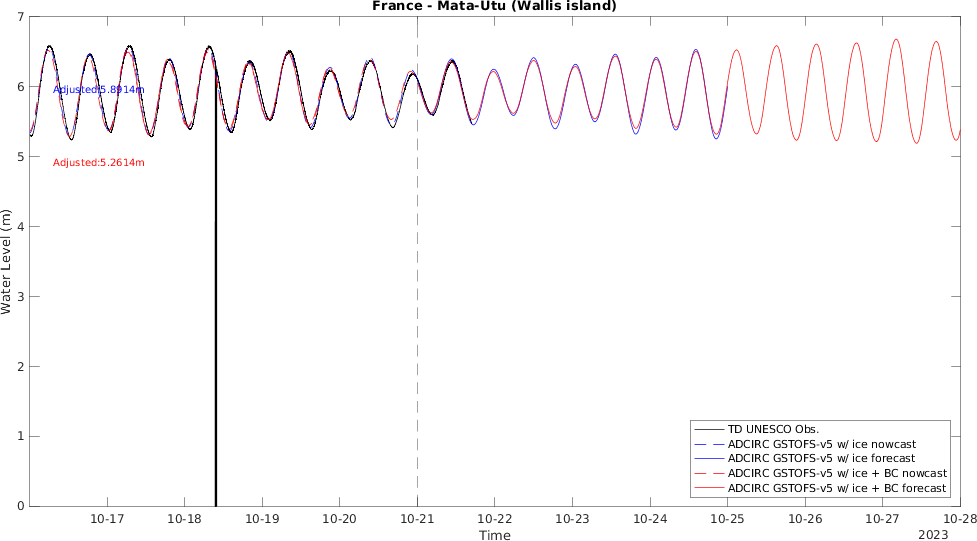 France - Mata-Utu (Wallis island)
7
6
5
4
3
2
1
0
Water Level (m)
Adjusted:5.8914m
Adjusted:5.2614m
TD UNESCO Obs.
ADCIRC GSTOFS-v5 w/ ice nowcast
ADCIRC GSTOFS-v5 w/ ice forecast
ADCIRC GSTOFS-v5 w/ ice + BC nowcast
ADCIRC GSTOFS-v5 w/ ice + BC forecast
10-17 10-18 10-19 10-20 10-21 10-22 10-23 10-24 10-25 10-26 10-27 10-28
Time
2023